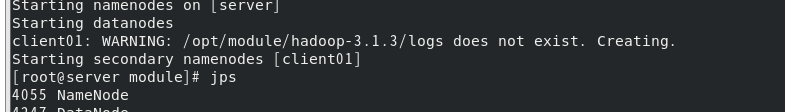 Starting namenodes on [server]
Starting datanodes
client01: WARNING: /opt/module/hadoop-3.1.3/logs does not exist. Creating.
Starting secondary namenodes [client01]
[root@server module]# jps
4055 NameNode
4247 DataNode